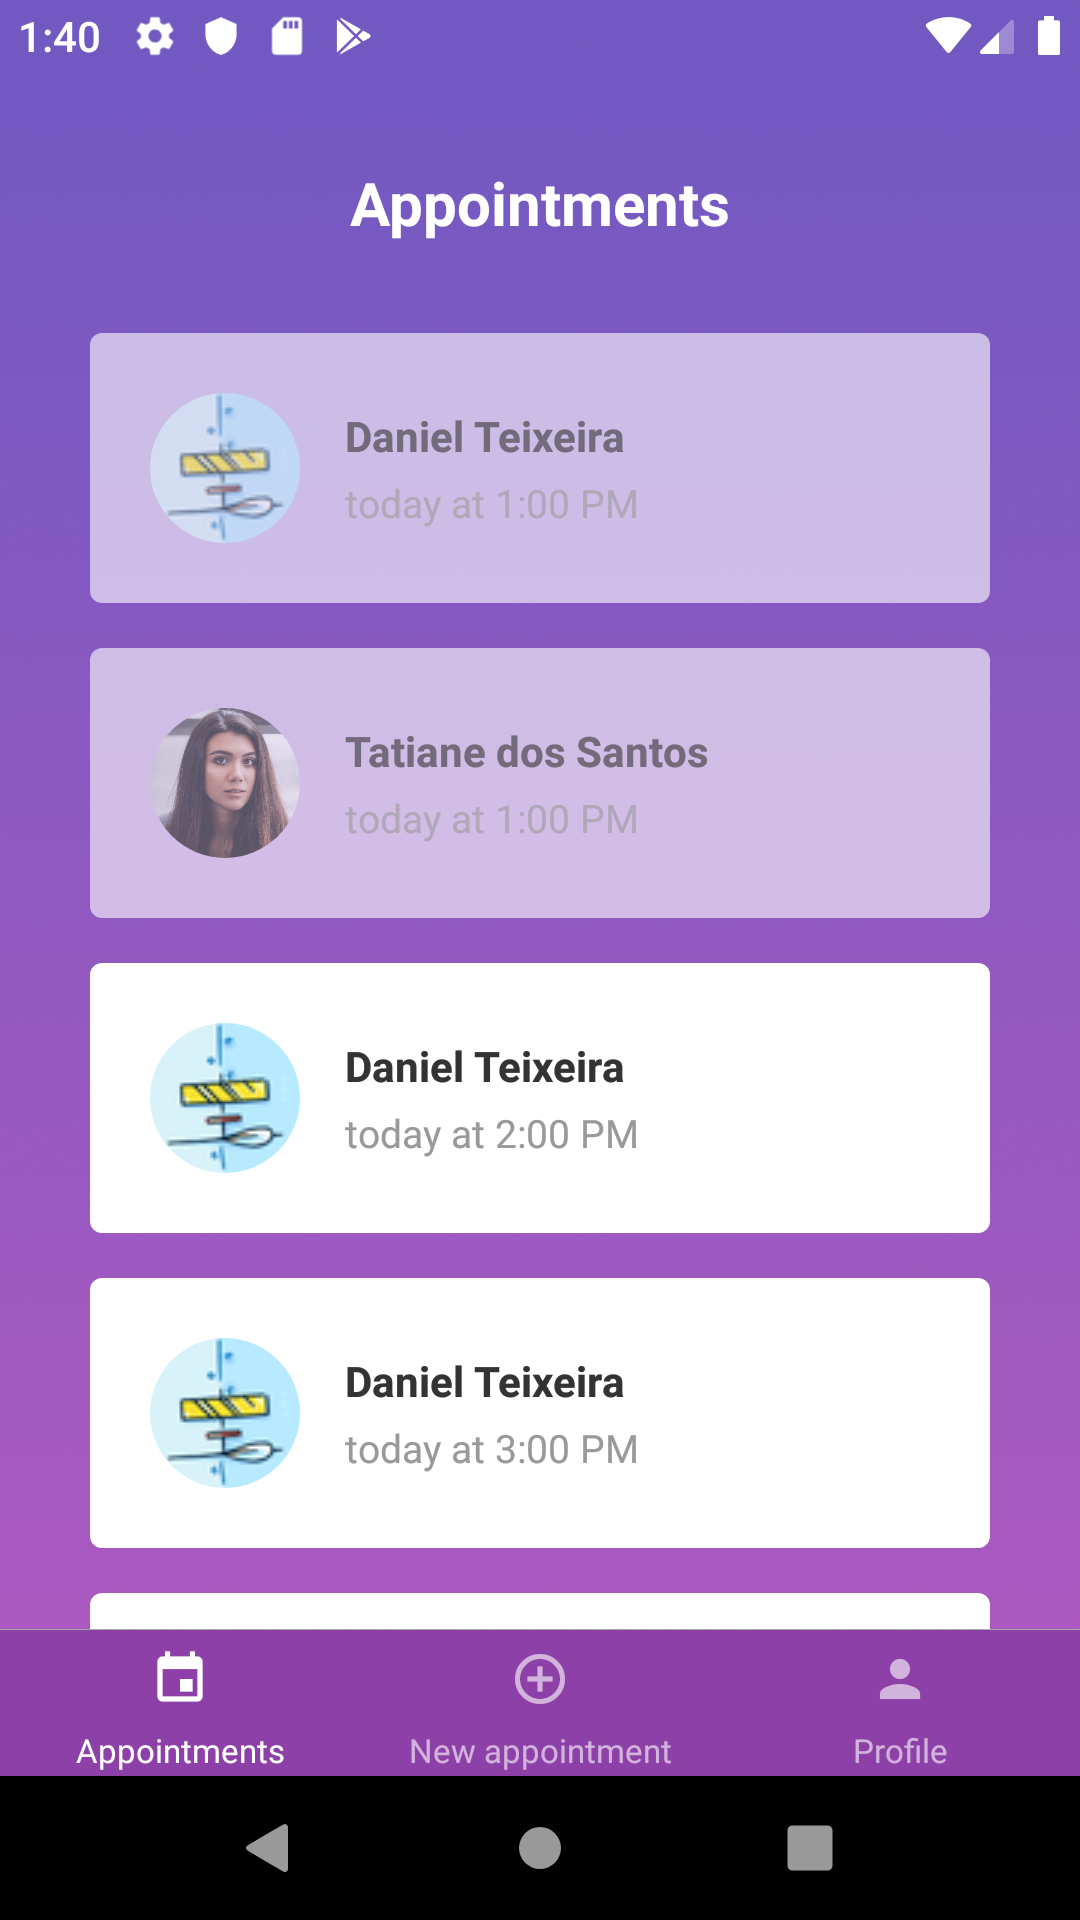 1:40
Appointments
Daniel Teixeira
today at 1:00 PM
Tatiane dos Santos
today at 1:00 PM
Daniel Teixeira
today at 2:00 PM
Daniel Teixeira
today at 3:00 PM
Appointments
New appointment
Profile